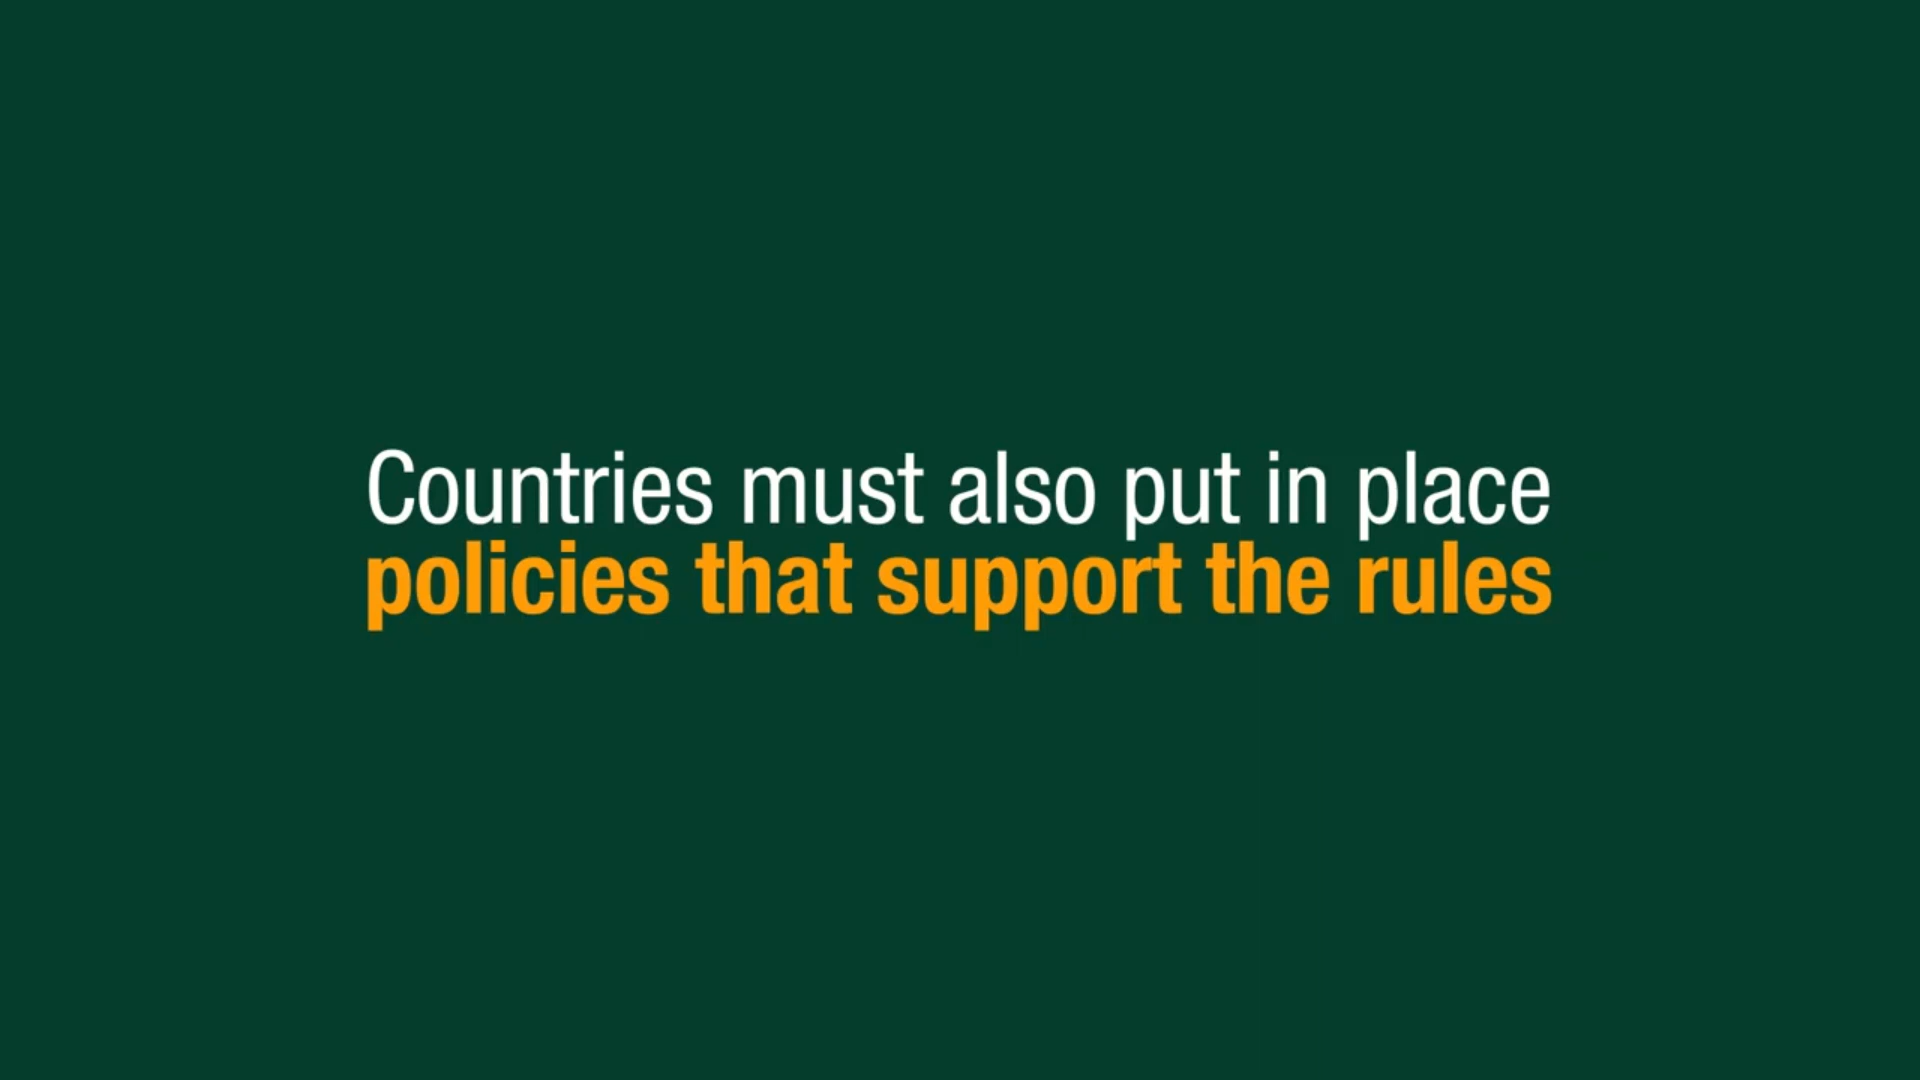 Countries must also put in place
policies that support the rules